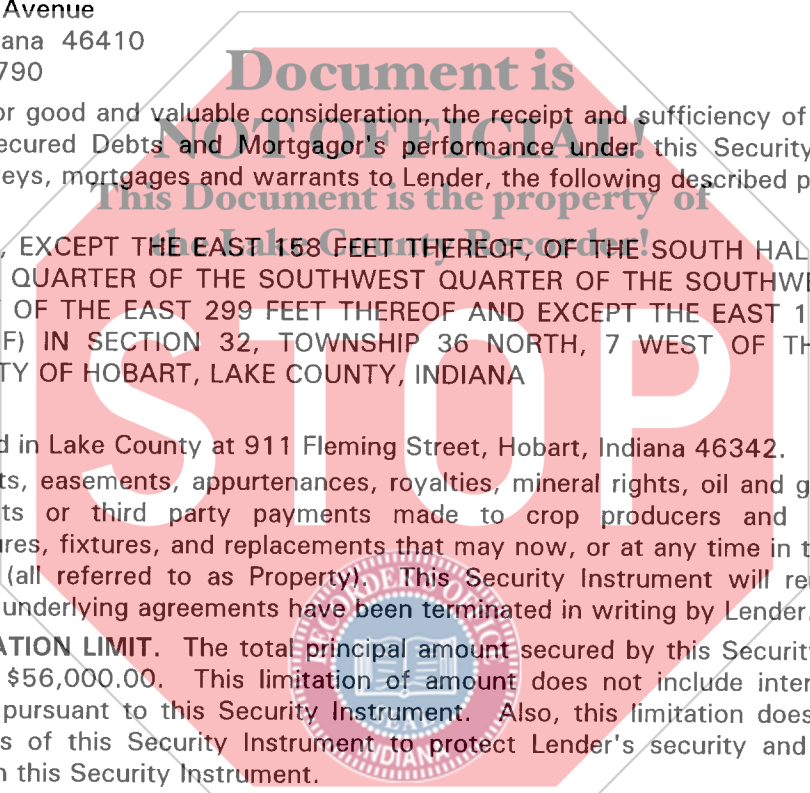 Avenue
ana 46410
790
Document is
or good and valuable consideration, the receipt and sufficiency of
NOT OFFICIAL!
ecured Debts and Mortgagor's performance under this Security
eys, mortgages and warrants to Lender, the following described p
This Document is the property of
the Lake County Recorder!
, EXCEPT THE EAST 158 FEET THEREOF, OF THE SOUTH HAL
QUARTER OF THE SOUTHWEST QUARTER OF THE SOUTHWE
OF THE EAST 299 FEET THEREOF AND EXCEPT THE EAST 1
F) IN SECTION 32, TOWNSHIP 36 NORTH, 7 WEST OF TH
TY OF HOBART, LAKE COUNTY, INDIANA
STOP
d in Lake County at 911 Fleming Street, Hobart, Indiana 46342.
ts, easements, appurtenances, royalties, mineral rights, oil and g
ts or third party payments made to crop producers and
ures, fixtures, and replacements that may now, or at any time in t
(all referred to as Property). This Security Instrument will re
underlying agreements have been terminated in writing by Lender.
ATION LIMIT. The total principal amount secured by this Securit
$56,000.00. This limitation of amount does not include inter
pursuant to this Security Instrument. Also, this limitation does
s of this Security Instrument to protect Lender's security and
n this Security Instrument.
INDIANA